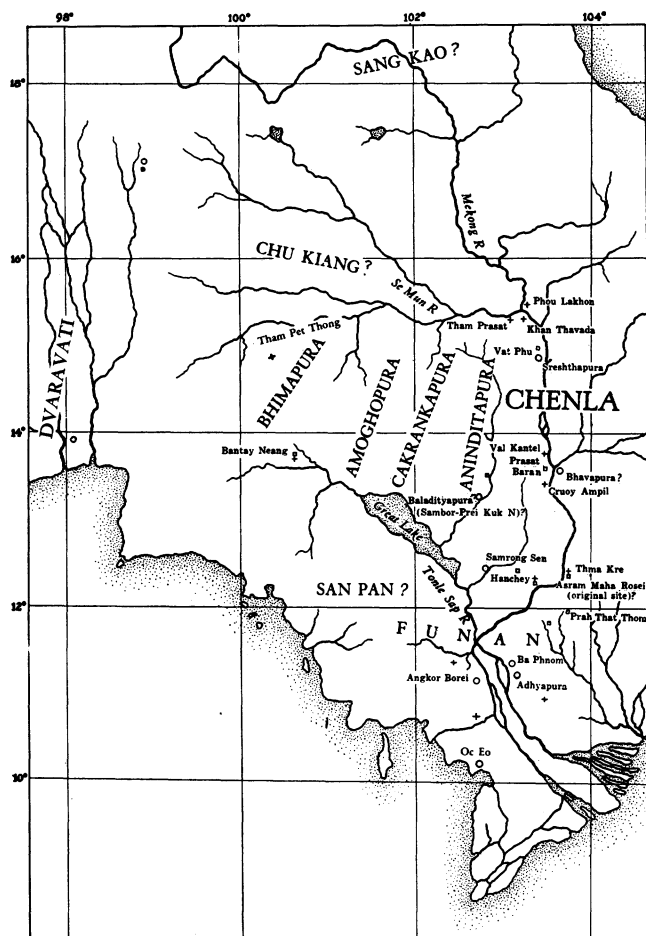 98° 100° 102° 104°
SANG KAO?
18°
Mekong R
16°
CHU KIANG?
Se Mun R
Phou Lakhon
Tham Pet Thong
Tham Prasat
Khan Thavada
Vat Phu
Sreshthapura
DVARAVATI
BHIMAPURA
AMOGHOPURA
CAKRANKAPURA
ANINDITAPURA
CHENLA
14°
Bantay Neang
Val Kantel
Prasat
Baran
Bhavapura?
Cruoy Ampil
Baladityapura?
(Sambor-Prei Kuk N)?
Great Lake
Samrong Sen
Thma Kre
Hanchey
Asram Maha Rosei
(original site)?
SAN PAN?
Tonle Sap R
12°
Prah That Thom
FUNAN
Ba Phnom
Angkor Borei
Adhyapura
Oc Eo
10°